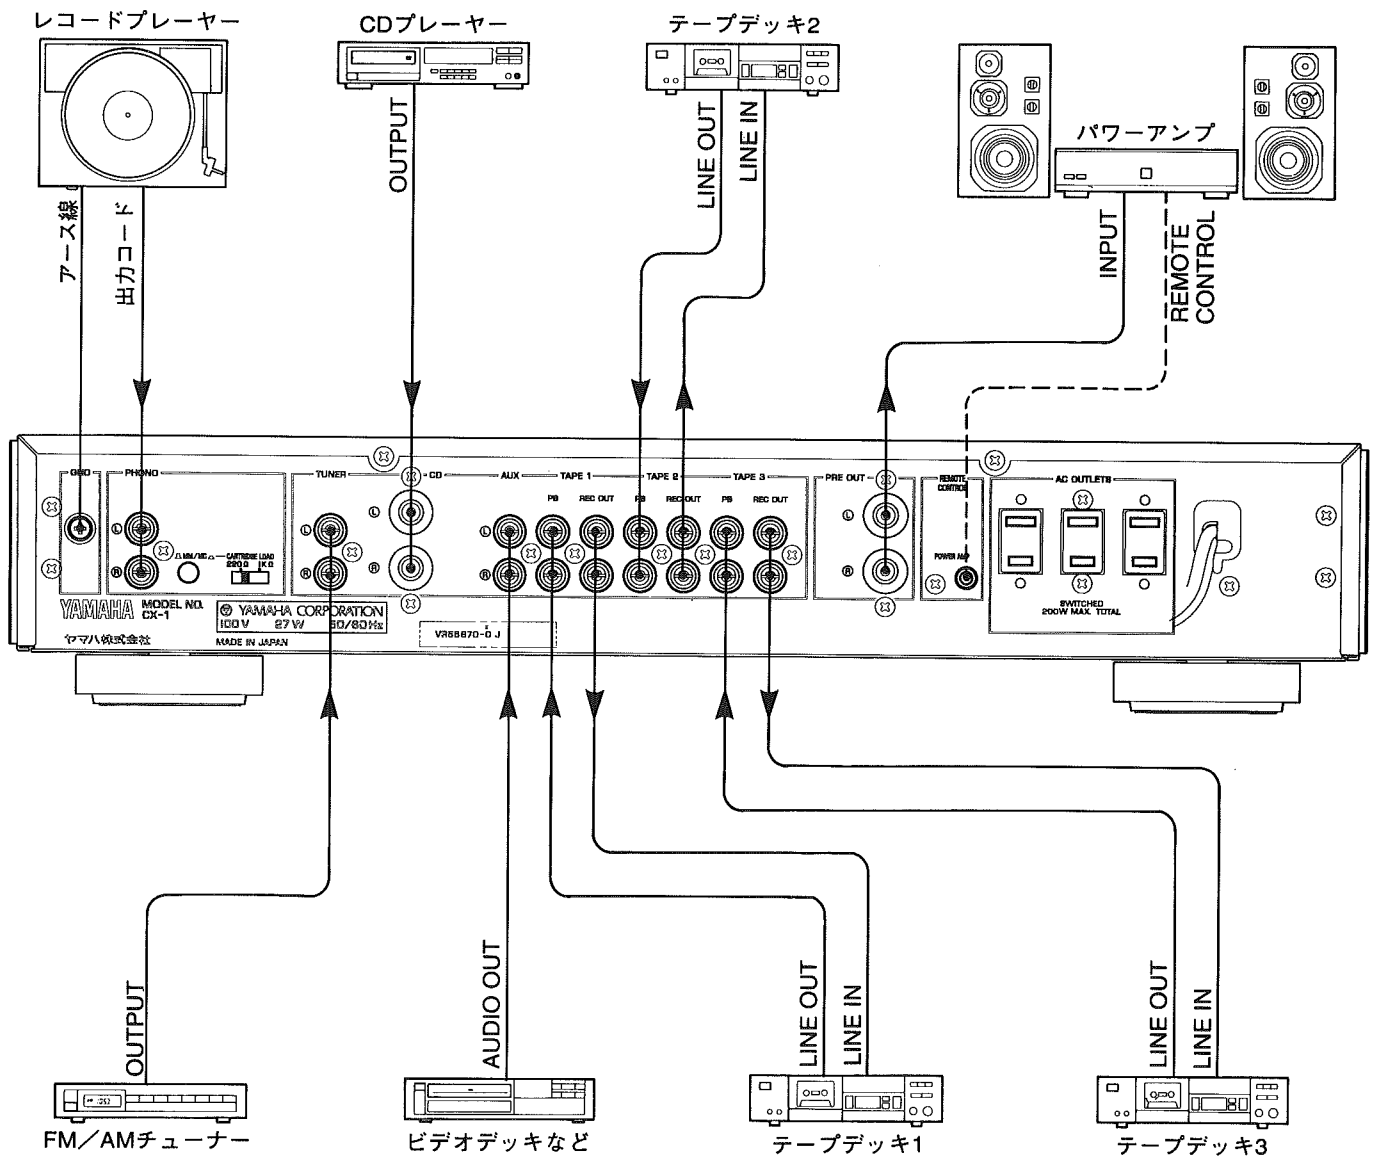 レコードプレーヤー
CDプレーヤー
テープデッキ2
パワーアンプ
アース線
出力コード
OUTPUT
LINE OUT
LINE IN
INPUT
REMOTE
CONTROL
GND
PHONO
TUNER
CD
AUX
TAPE 1
TAPE 2
TAPE 3
PRE OUT
REMOTE
CONTROL
AC OUTLETS
PB
REC OUT
PB
REC OUT
PB
REC OUT
L
R
L
R
L
R
L
R
L
R
MM/MC
CARTRIDGE LOAD
220Ω 1KΩ
POWER AMP
SWITCHED
200W MAX. TOTAL
YAMAHA
MODEL NO.
CX-1
YAMAHA CORPORATION
100V 27W 50/60Hz
ヤマハ株式会社
MADE IN JAPAN
OUTPUT
AUDIO OUT
LINE OUT
LINE IN
LINE OUT
LINE IN
FM／AMチューナー
ビデオデッキなど
テープデッキ1
テープデッキ3